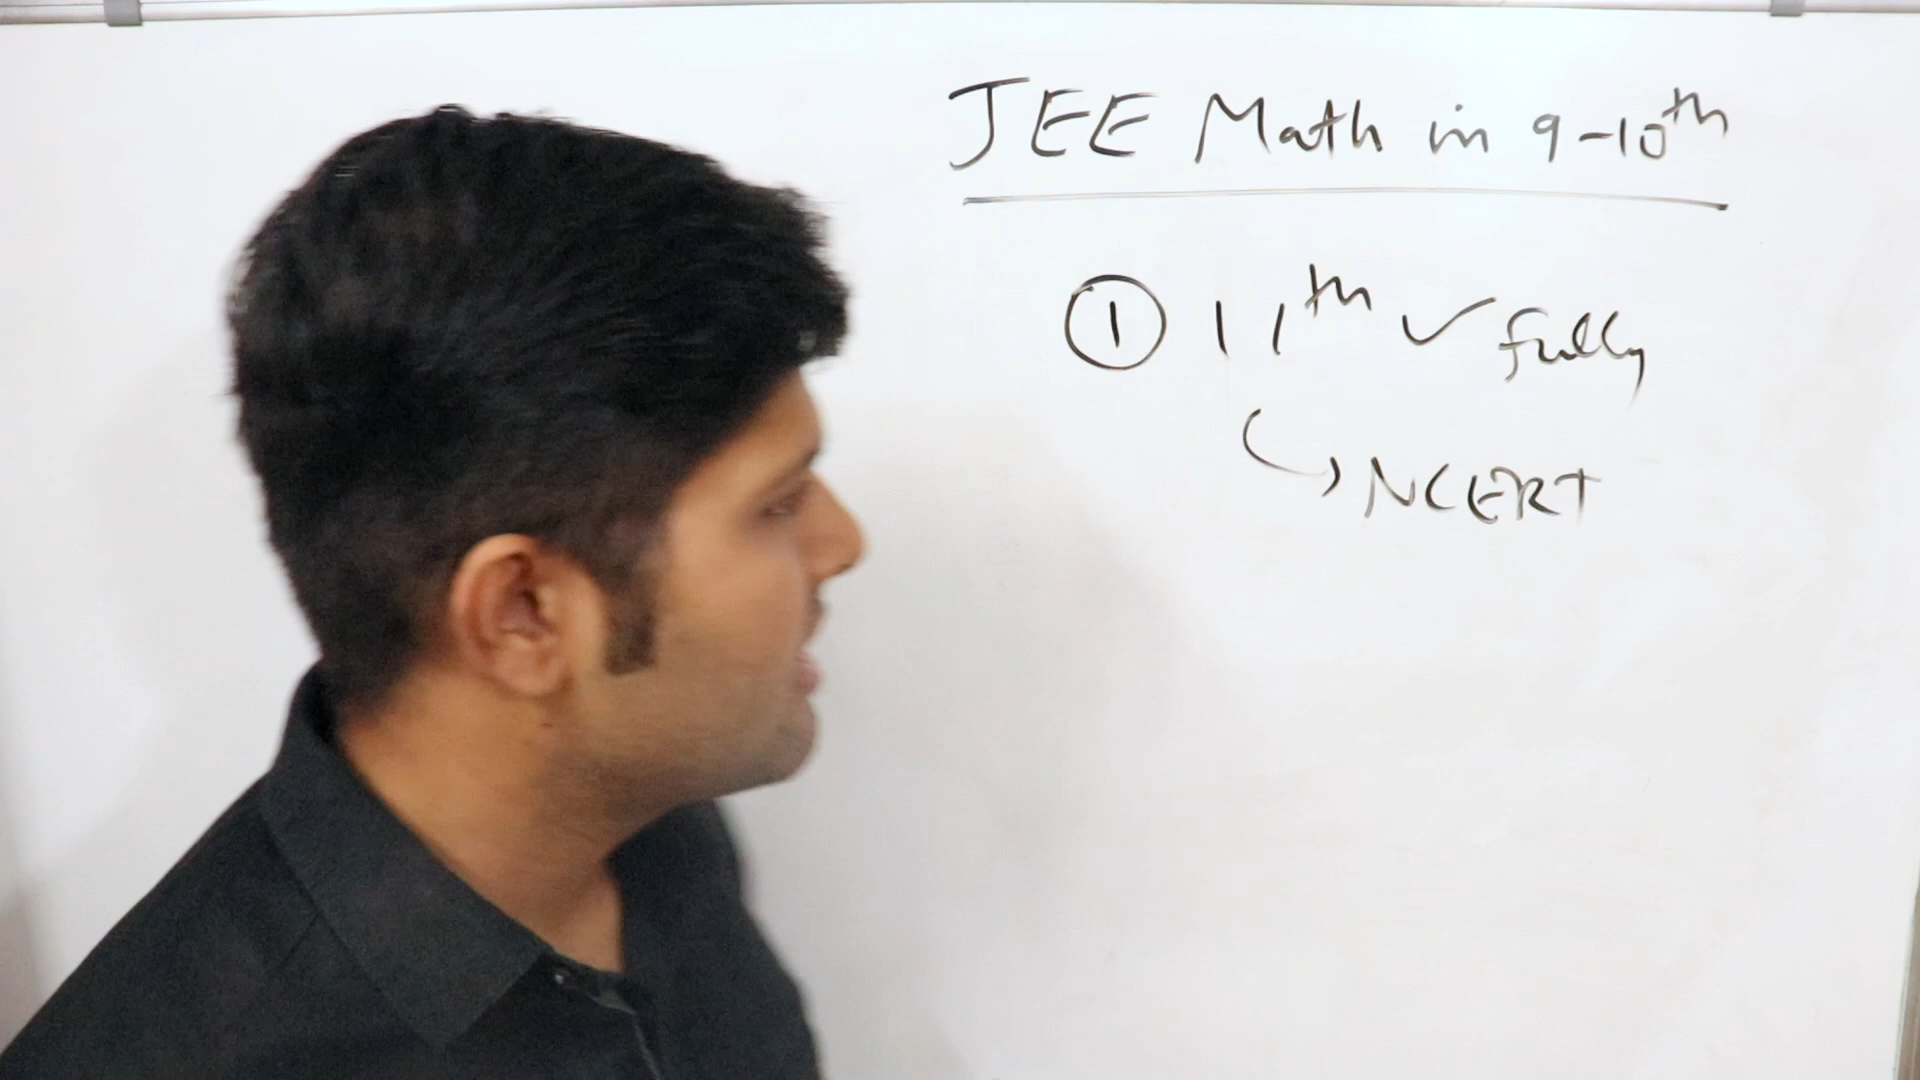 JEE Math in 9-10th
① 11th ✓ fully
↳ NCERT